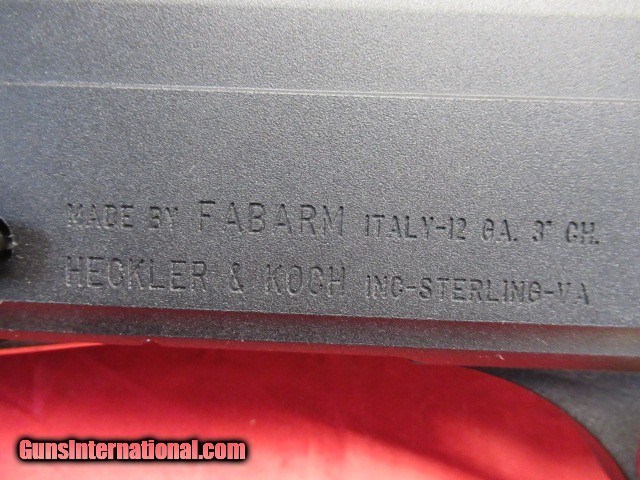 MADE BY FABARM ITALY-12 GA. 3" CH.
HECKLER & KOCH INC-STERLING-VA
GunsInternational.com